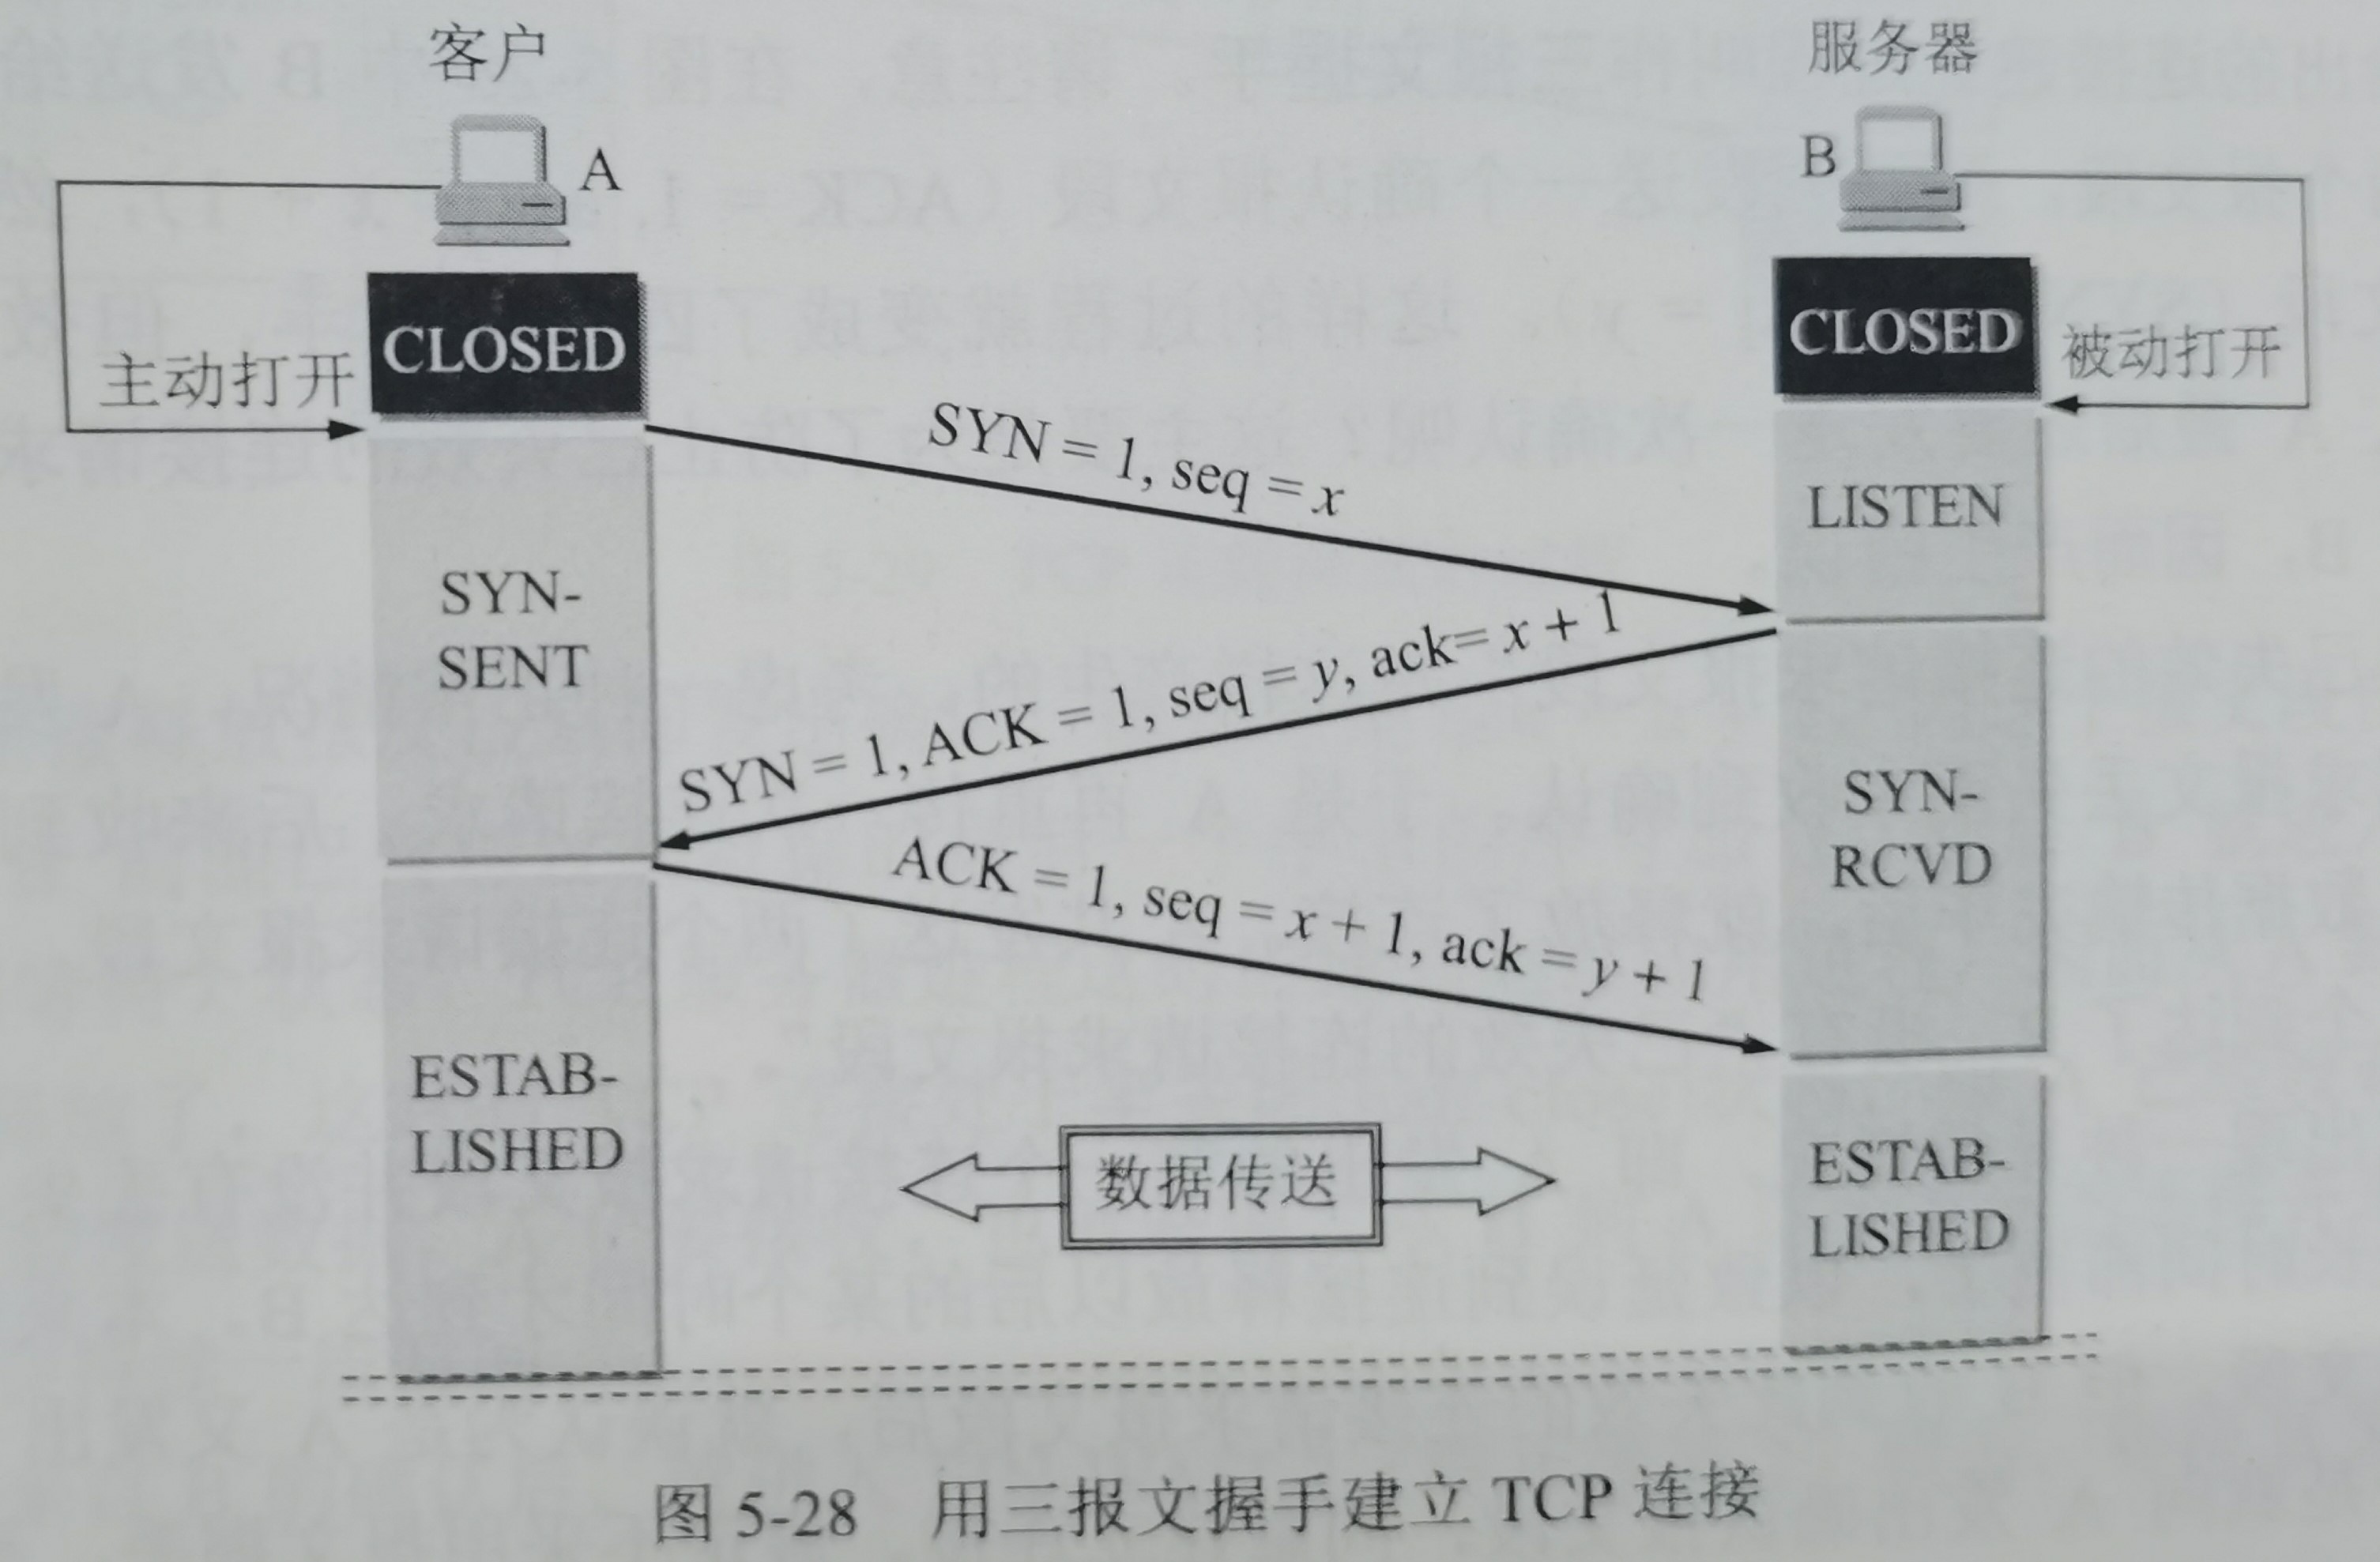 客户
服务器
A
B
CLOSED
CLOSED
主动打开
被动打开
SYN = 1, seq = x
LISTEN
SYN-
SENT
SYN = 1, ACK = 1, seq = y, ack= x + 1
SYN-
RCVD
ACK = 1, seq = x + 1, ack = y + 1
ESTAB-
LISHED
数据传送
ESTAB-
LISHED
图 5-28 用三报文握手建立 TCP 连接